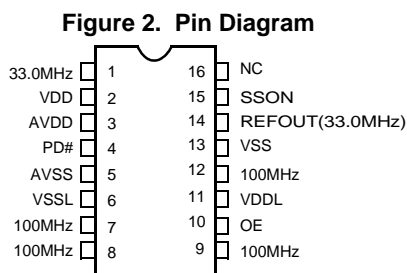 Figure 2. Pin Diagram
33.0MHz 1 16 NC
VDD 2 15 SSON
AVDD 3 14 REFOUT(33.0MHz)
PD# 4 13 VSS
AVSS 5 12 100MHz
VSSL 6 11 VDDL
100MHz 7 10 OE
100MHz 8 9 100MHz